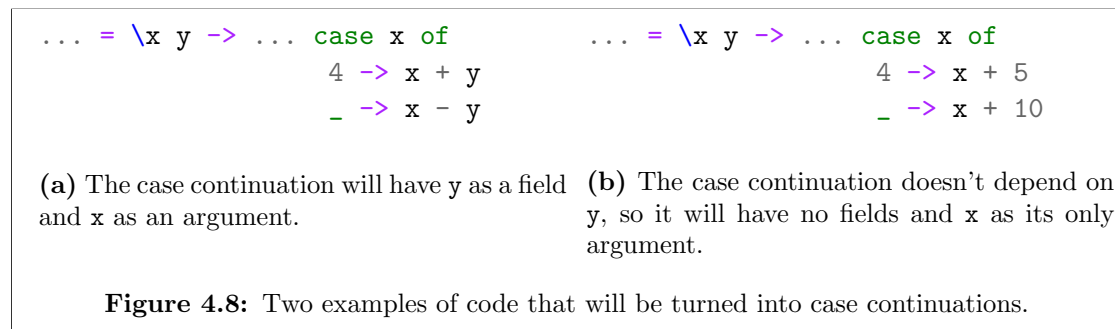 ... = \x y -> ... case x of
4 -> x + y
_ -> x - y
(a) The case continuation will have y as a field
and x as an argument.
... = \x y -> ... case x of
4 -> x + 5
_ -> x + 10
(b) The case continuation doesn't depend on
y, so it will have no fields and x as its only
argument.
Figure 4.8: Two examples of code that will be turned into case continuations.